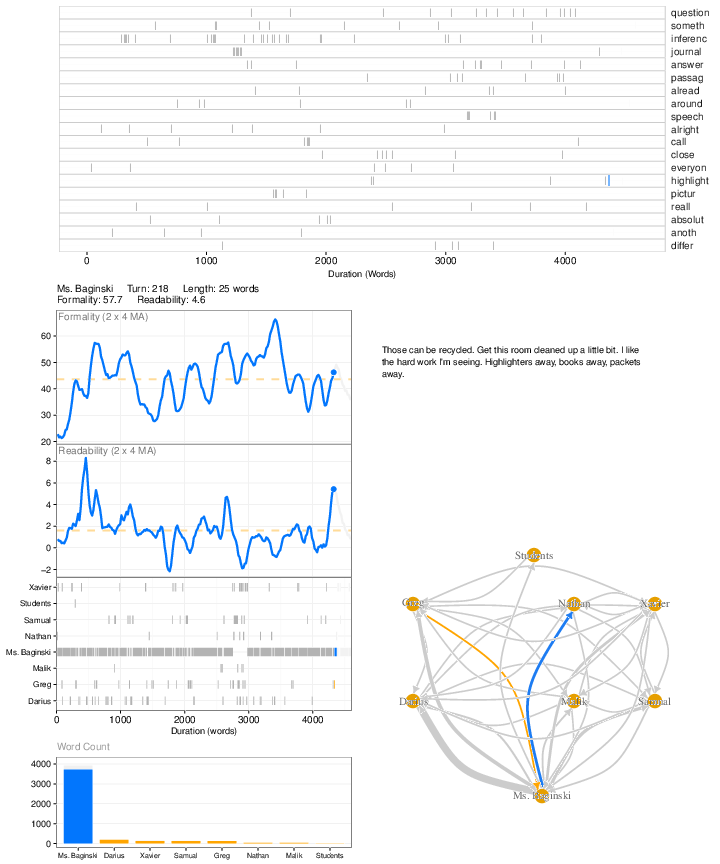 question
someth
inferenc
journal
answer
passag
alread
around
speech
alright
call
close
everyon
highlight
pictur
reall
absolut
anoth
differ
0 1000 2000 3000 4000
Duration (Words)
Ms. Baginski Turn: 218 Length: 25 words
Formality: 57.7 Readability: 4.6
Formality (2 x 4 MA)
60
50
40
30
20
Those can be recycled. Get this room cleaned up a little bit. I like
the hard work I'm seeing. Highlighters away, books away, packets
away.
Readability (2 x 4 MA)
8
6
4
2
0
−2
Xavier
Students
Samual
Nathan
Ms. Baginski
Malik
Greg
Darius
0 1000 2000 3000 4000
Duration (words)
Students
Greg Nathan Xavier
Darius Malik Samual
Ms. Baginski
Word Count
4000
3000
2000
1000
0
Ms. Baginski Darius Xavier Samual Greg Nathan Malik Students